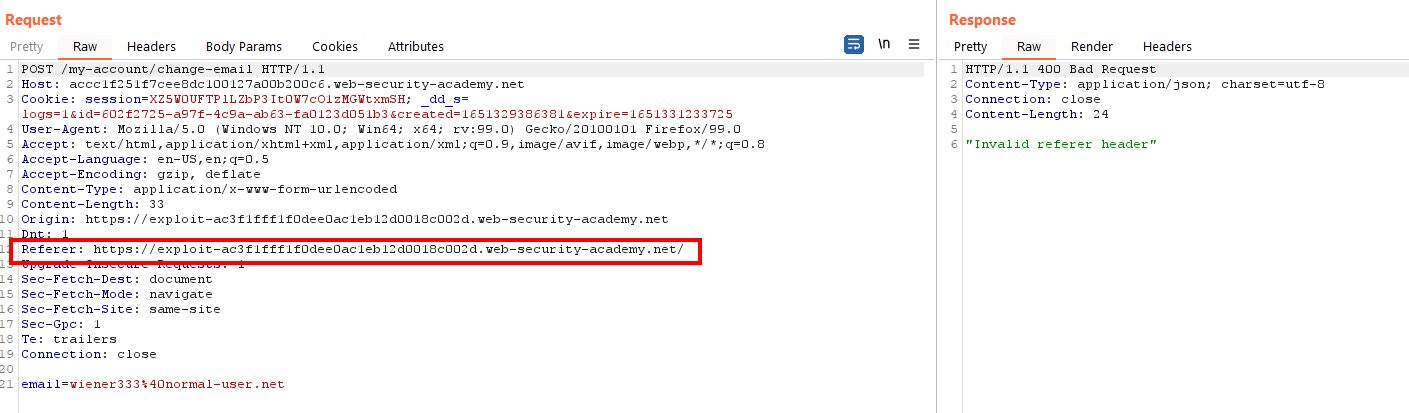 Request
Pretty Raw Headers Body Params Cookies Attributes \n
1 POST /my-account/change-email HTTP/1.1
2 Host: accc1f251f7cee8dc100127a00b200c6.web-security-academy.net
3 Cookie: session=XZ5W0UFTPlLZbP3It0W7cO1zMGWtxmSH; _dd_s=
logs=1&id=602f2725-a97f-4c9a-ab63-fa0123d051b3&created=1651329386381&expire=1651331233725
4 User-Agent: Mozilla/5.0 (Windows NT 10.0; Win64; x64; rv:99.0) Gecko/20100101 Firefox/99.0
5 Accept: text/html,application/xhtml+xml,application/xml;q=0.9,image/avif,image/webp,*/*;q=0.8
6 Accept-Language: en-US,en;q=0.5
7 Accept-Encoding: gzip, deflate
8 Content-Type: application/x-www-form-urlencoded
9 Content-Length: 33
10 Origin: https://exploit-ac3f1fff1f0dee0ac1eb12d0018c002d.web-security-academy.net
11 Dnt: 1
12 Referer: https://exploit-ac3f1fff1f0dee0ac1eb12d0018c002d.web-security-academy.net/
13 Upgrade-Insecure-Requests: 1
14 Sec-Fetch-Dest: document
15 Sec-Fetch-Mode: navigate
16 Sec-Fetch-Site: same-site
17 Sec-Gpc: 1
18 Te: trailers
19 Connection: close
20
21 email=wiener333%40normal-user.net
Response
Pretty Raw Render Headers
1 HTTP/1.1 400 Bad Request
2 Content-Type: application/json; charset=utf-8
3 Connection: close
4 Content-Length: 24
5
6 "Invalid referer header"